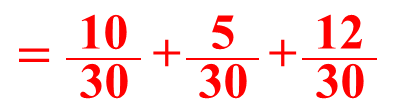 = 10/30 + 5/30 + 12/30